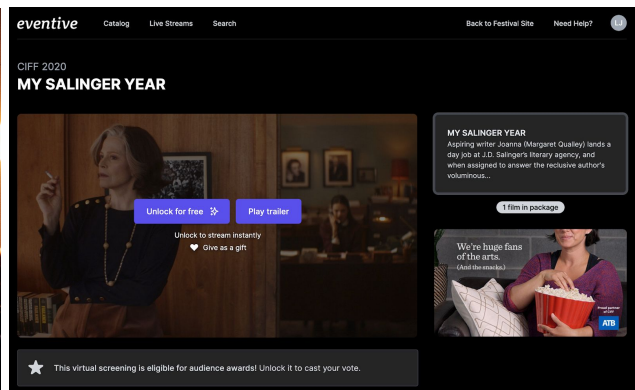 eventive
Catalog
Live Streams
Search
Back to Festival Site
Need Help?
CIFF 2020
MY SALINGER YEAR
Unlock for free
Play trailer
Unlock to stream instantly
Give as a gift
MY SALINGER YEAR
Aspiring writer Joanna (Margaret Qualley) lands a
day job at J.D. Salinger's literary agency, and
when assigned to answer the reclusive author's
voluminous...
1 film in package
We're huge fans
of the arts.
(And the snacks.)
Proud partner
of CIFF
ATB
This virtual screening is eligible for audience awards! Unlock it to cast your vote.